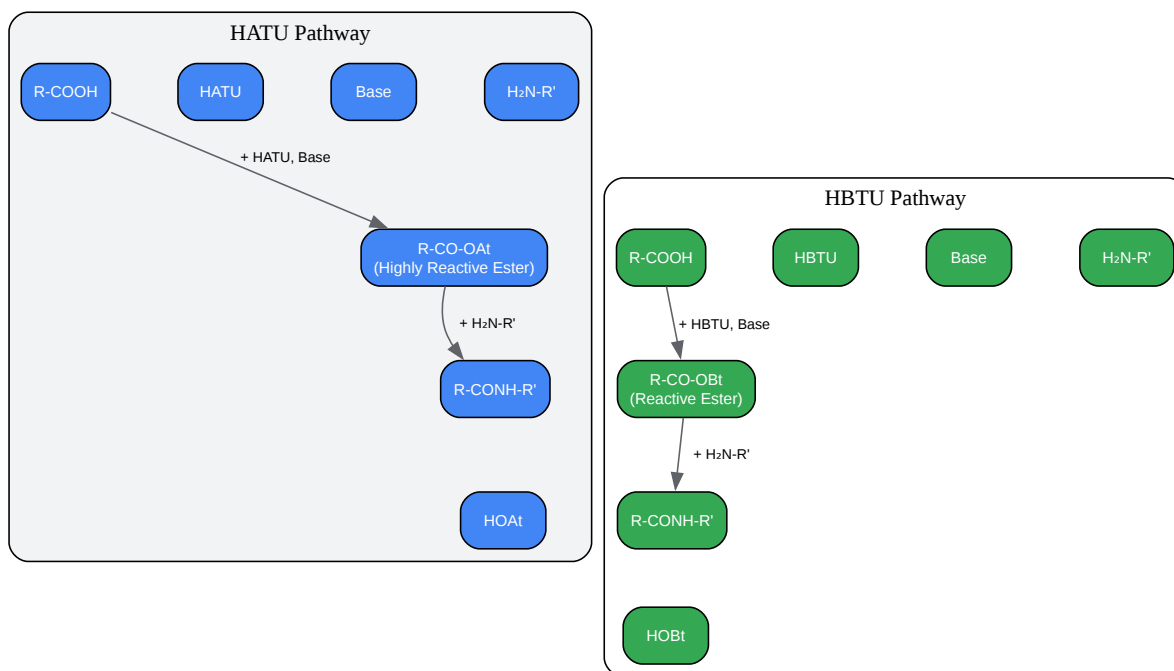 HATU Pathway
R-COOH
HATU
Base
H₂N-R'
+ HATU, Base
R-CO-OAt
(Highly Reactive Ester)
+ H₂N-R'
R-CONH-R'
HOAt
HBTU Pathway
R-COOH
HBTU
Base
H₂N-R'
+ HBTU, Base
R-CO-OBt
(Reactive Ester)
+ H₂N-R'
R-CONH-R'
HOBt